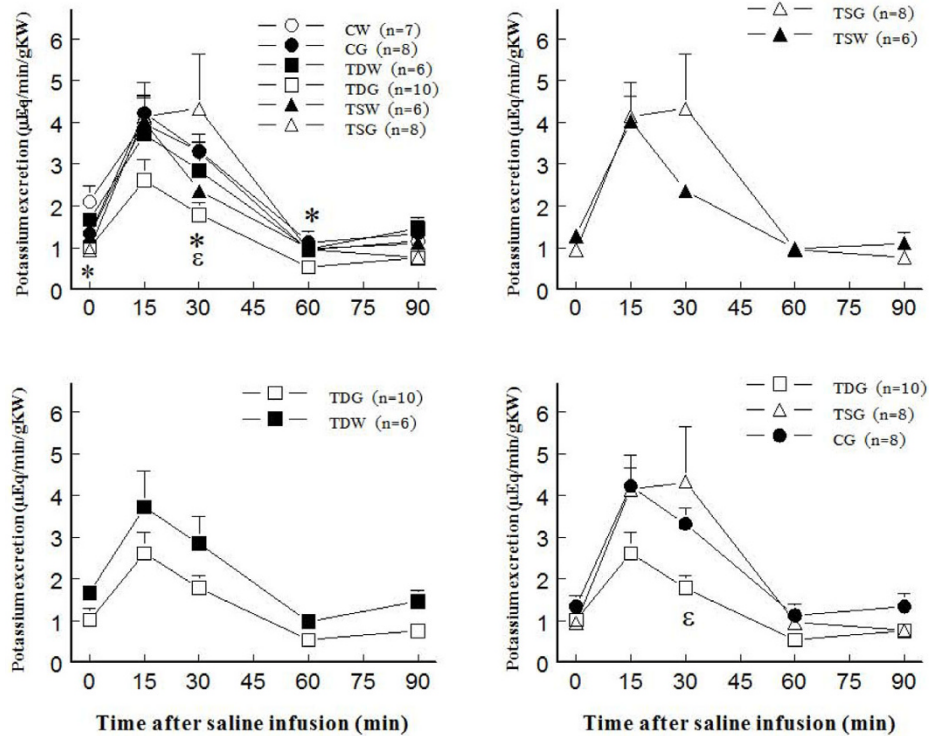 Potassium excretion (µEq/min/gKW)
6
5
4
3
2
1
0
CW (n=7)
CG (n=8)
TDW (n=6)
TDG (n=10)
TSW (n=6)
TSG (n=8)
*
*
ε
*
0 15 30 45 60 75 90
Potassium excretion (µEq/min/gKW)
6
5
4
3
2
1
0
TSG (n=8)
TSW (n=6)
0 15 30 45 60 75 90
Potassium excretion (µEq/min/gKW)
6
5
4
3
2
1
0
TDG (n=10)
TDW (n=6)
0 15 30 45 60 75 90
Time after saline infusion (min)
Potassium excretion (µEq/min/gKW)
6
5
4
3
2
1
0
TDG (n=10)
TSG (n=8)
CG (n=8)
ε
0 15 30 45 60 75 90
Time after saline infusion (min)